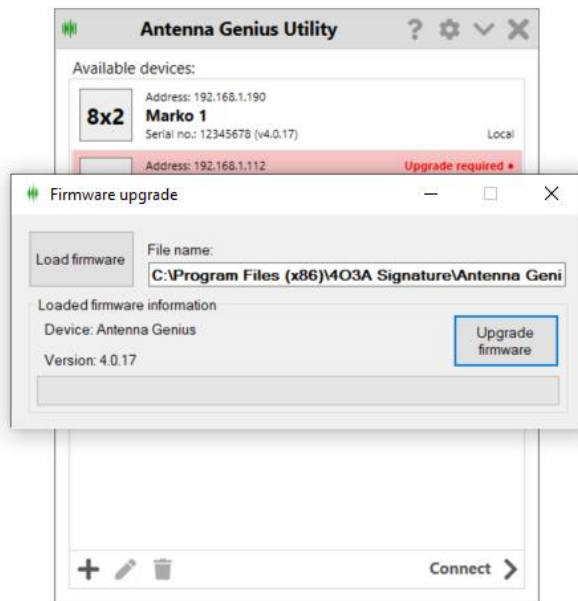 Antenna Genius Utility
Available devices:
Address: 192.168.1.190
8x2
Marko 1
Serial no.: 12345678 (v4.0.17)
Local
Address: 192.168.1.112
Upgrade required •
Firmware upgrade
Load firmware
File name:
C:\Program Files (x86)\4O3A Signature\Antenna Geni
Loaded firmware information
Device: Antenna Genius
Upgrade
firmware
Version: 4.0.17
Connect